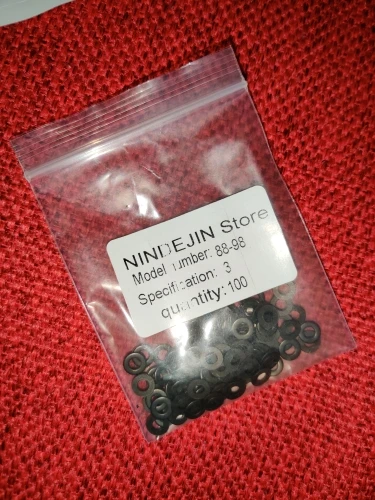 NINDEJIN Store
Model number: 88-98
Specification: 3
quantity: 100